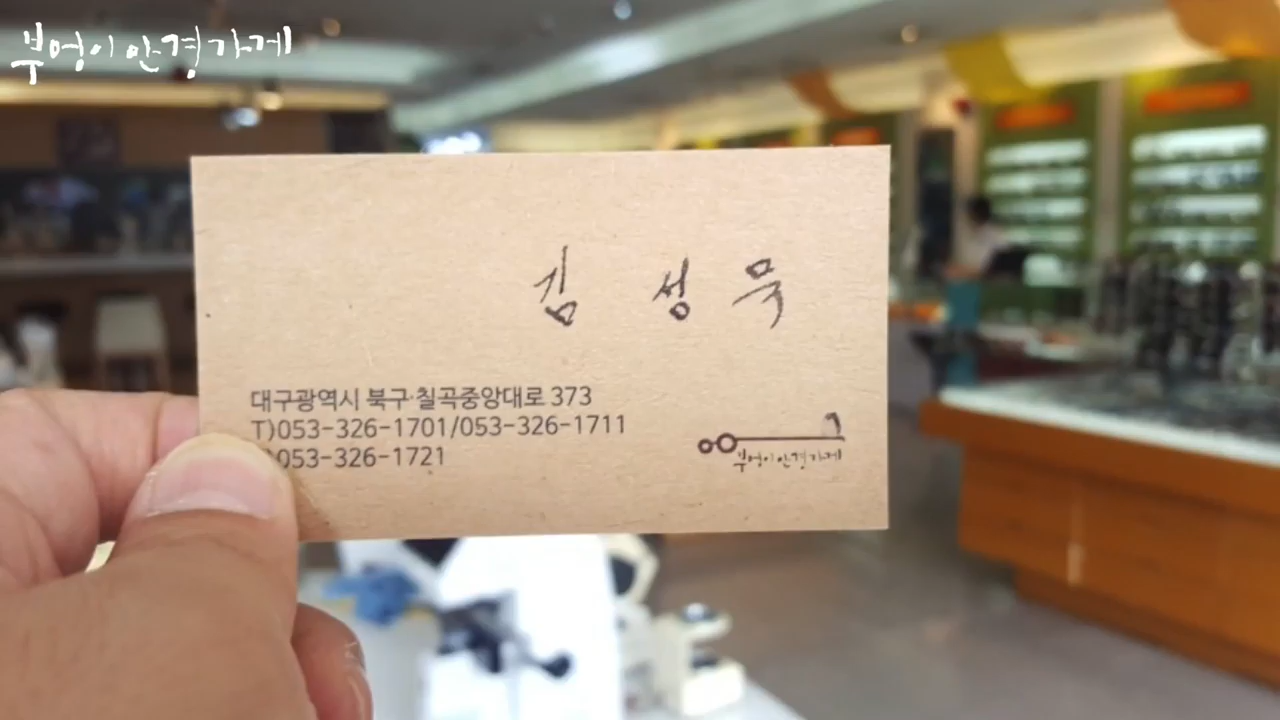 부엉이안경가게
김 성 묵
대구광역시 북구 칠곡중앙대로 373
T)053-326-1701/053-326-1711
)053-326-1721
부엉이안경가게